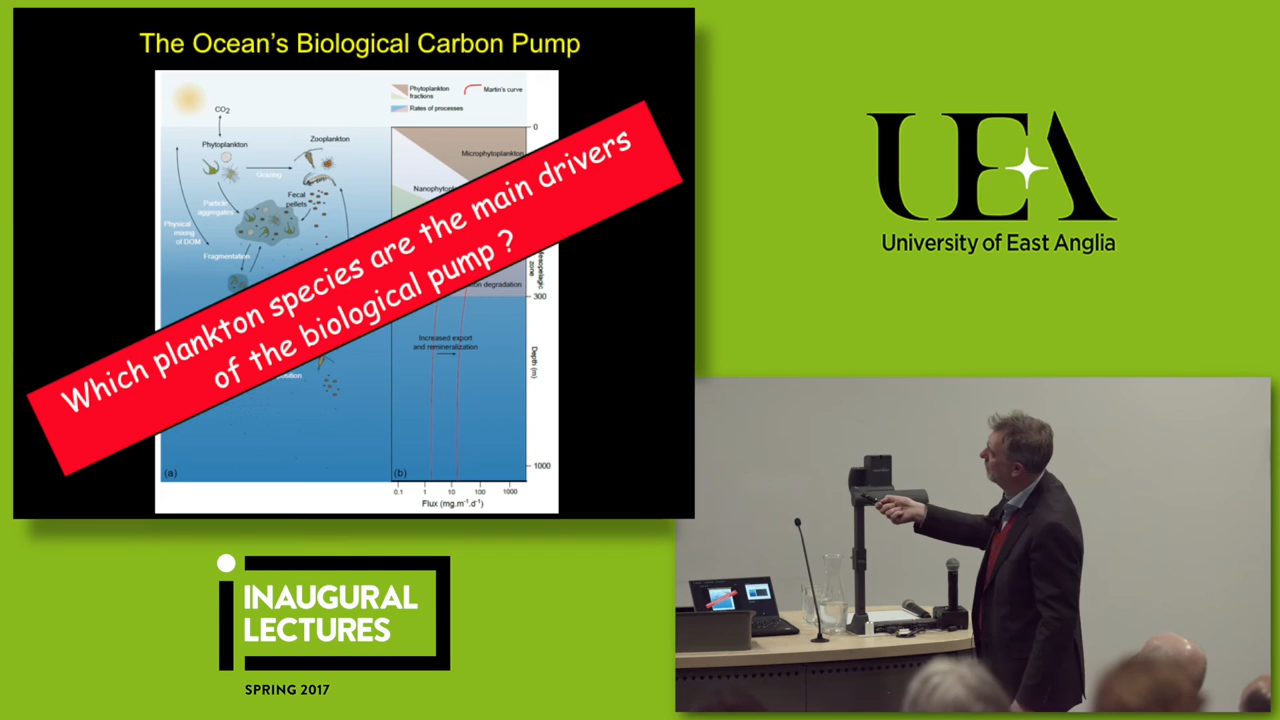 The Ocean's Biological Carbon Pump
CO2
Phytoplankton
Zooplankton
Grazing
Fecal
pellets
Particle
aggregates
Physical
mixing
of DOM
Fragmentation
(a)
Phytoplankton
fractions
Martin's curve
Rates of processes
0
Microphytoplankton
Mesopelagic
zone
degradation
300
Increased export
and remineralization
Depth (m)
1000
(b)
0.1 1 10 100 1000
Flux (mg.m-1.d-1)
Which plankton species are the main drivers
of the biological pump ?
UEA
University of East Anglia
INAUGURAL
LECTURES
SPRING 2017